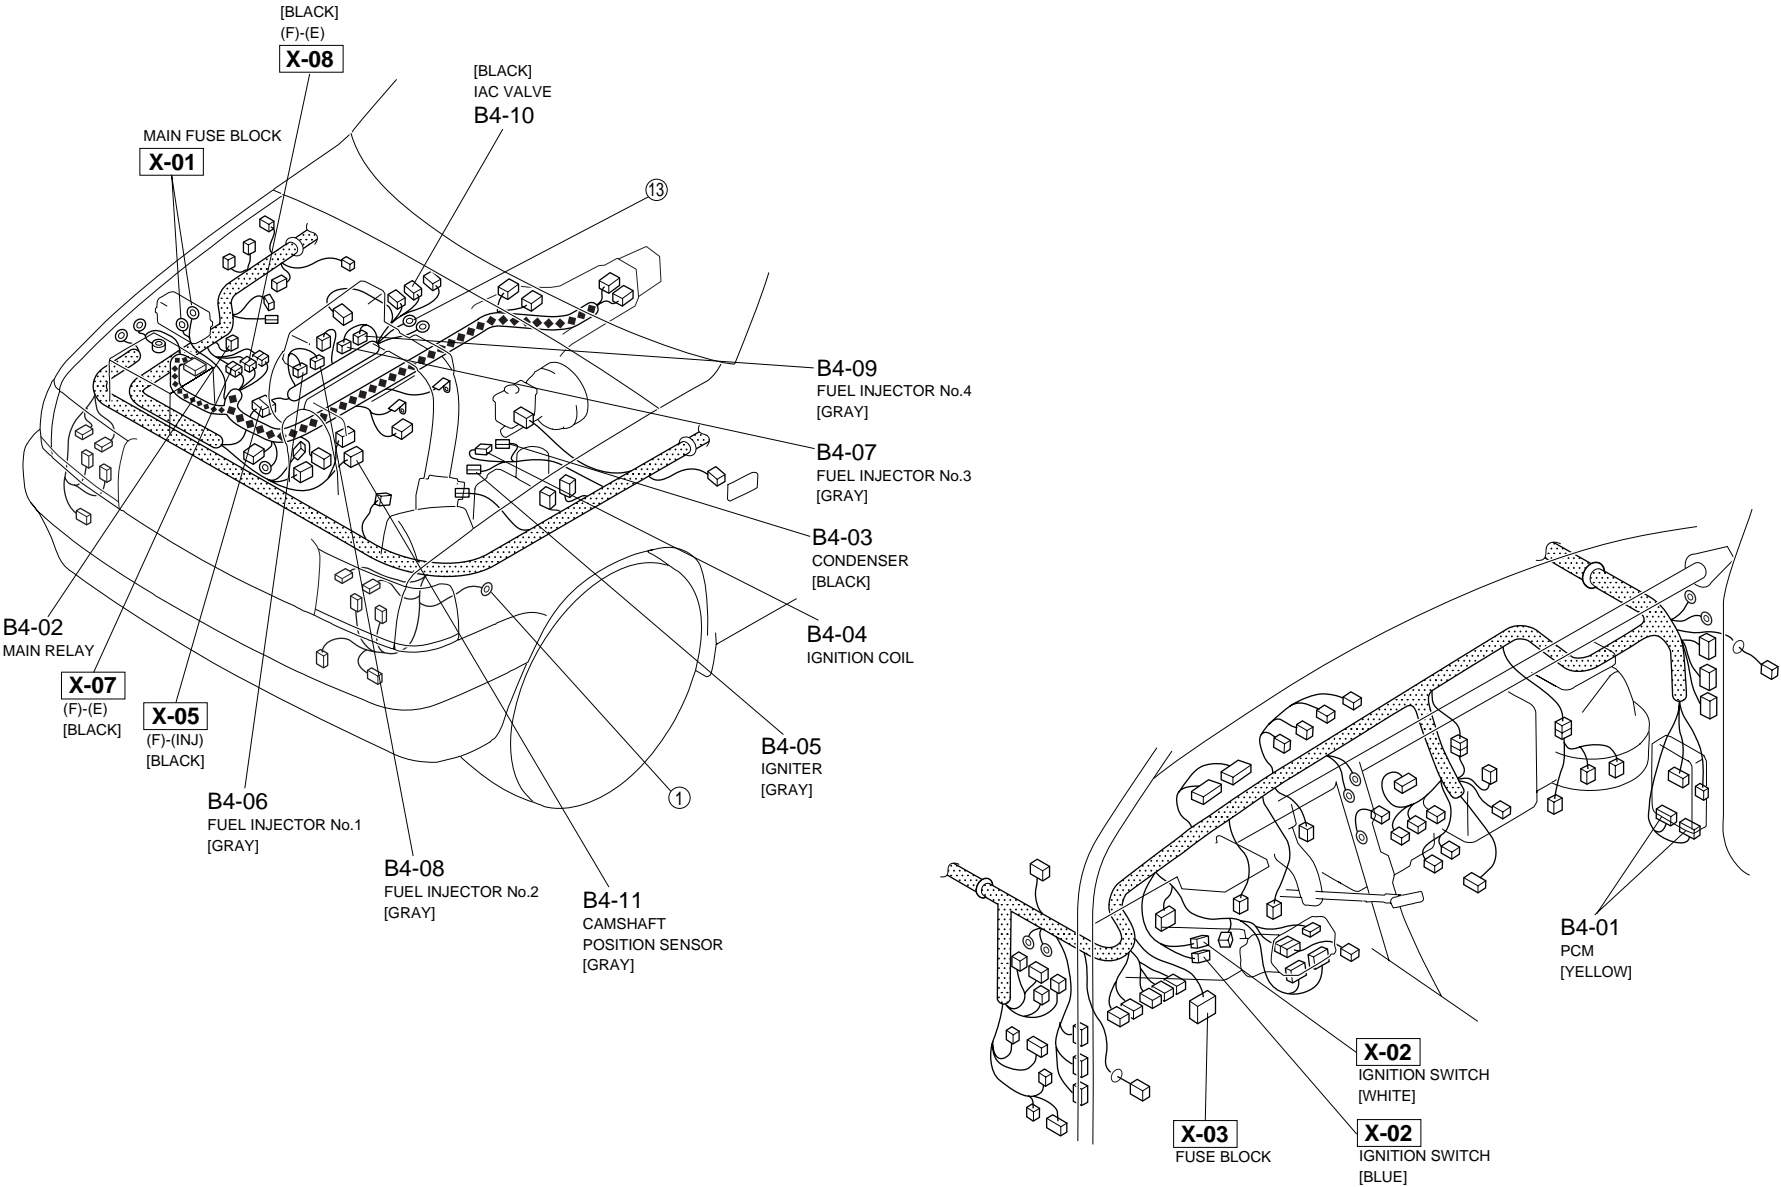 [BLACK]
(F)-(E)
X-08
[BLACK]
IAC VALVE
B4-10
MAIN FUSE BLOCK
X-01
13
B4-09
FUEL INJECTOR No.4
[GRAY]
B4-07
FUEL INJECTOR No.3
[GRAY]
B4-03
CONDENSER
[BLACK]
B4-04
IGNITION COIL
B4-02
MAIN RELAY
X-07
(F)-(E)
[BLACK]
X-05
(F)-(INJ)
[BLACK]
B4-05
IGNITER
[GRAY]
1
B4-06
FUEL INJECTOR No.1
[GRAY]
B4-08
FUEL INJECTOR No.2
[GRAY]
B4-11
CAMSHAFT
POSITION SENSOR
[GRAY]
B4-01
PCM
[YELLOW]
X-02
IGNITION SWITCH
[WHITE]
X-03
FUSE BLOCK
X-02
IGNITION SWITCH
[BLUE]